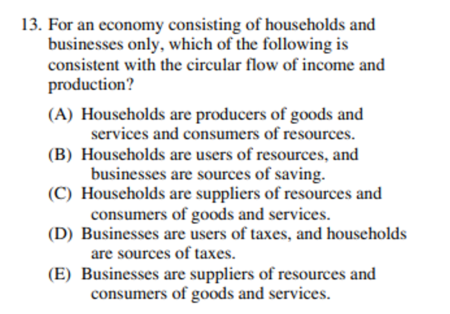 13. For an economy consisting of households and
businesses only, which of the following is
consistent with the circular flow of income and
production?
(A) Households are producers of goods and
services and consumers of resources.
(B) Households are users of resources, and
businesses are sources of saving.
(C) Households are suppliers of resources and
consumers of goods and services.
(D) Businesses are users of taxes, and households
are sources of taxes.
(E) Businesses are suppliers of resources and
consumers of goods and services.